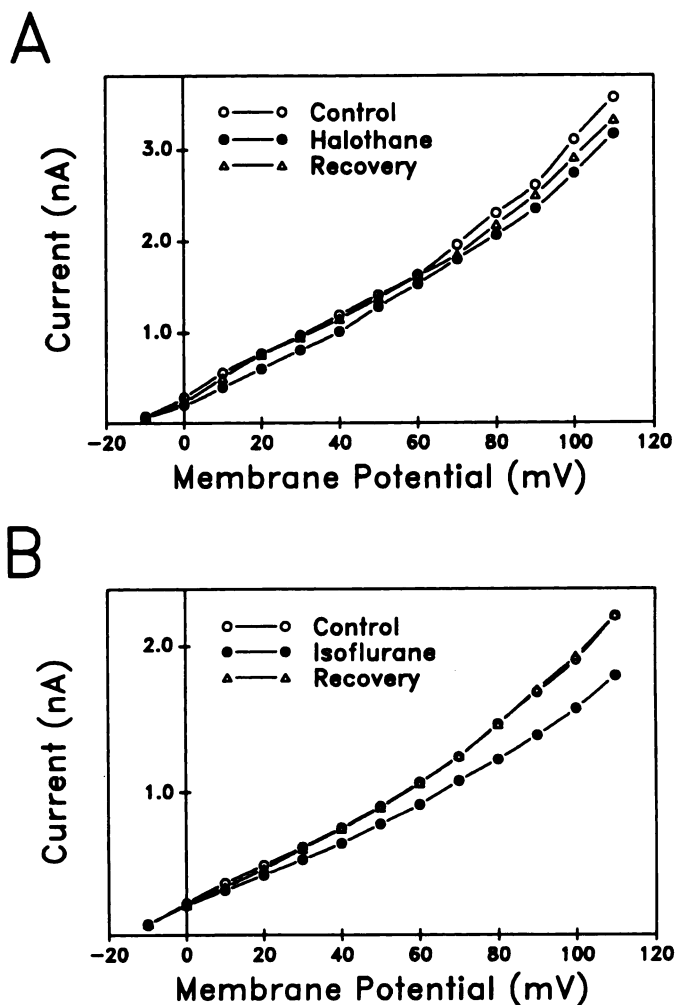 A
Current (nA)
3.0
2.0
1.0
Control
Halothane
Recovery
-20 0 20 40 60 80 100 120
Membrane Potential (mV)
B
Current (nA)
2.0
1.0
Control
Isoflurane
Recovery
-20 0 20 40 60 80 100 120
Membrane Potential (mV)